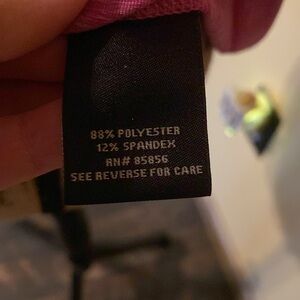 88% POLYESTER
12% SPANDEX
RN# 85856
SEE REVERSE FOR CARE